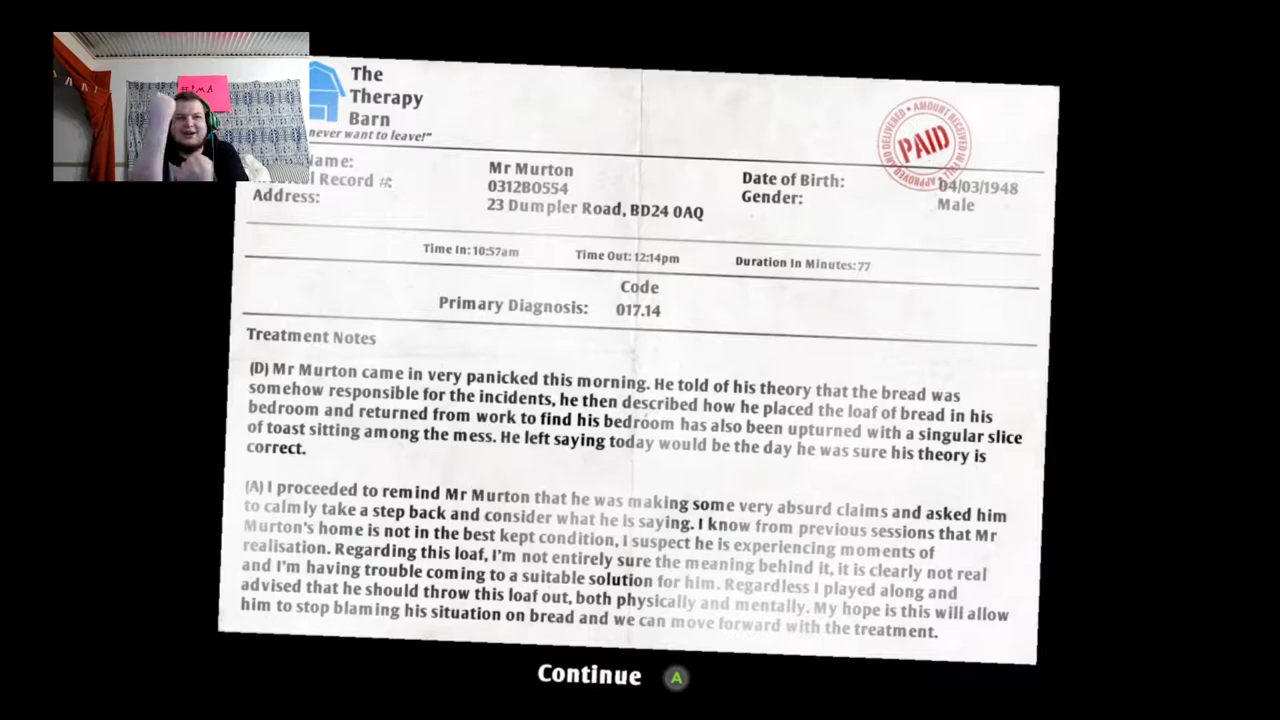 The
Therapy
Barn
never want to leave!"
PAID
AMOUNT RECEIVED IN FULL APPROVED AND DELIVERED
Name: Mr Murton Date of Birth: 04/03/1948
Record #: 0312B0554 Gender: Male
Address: 23 Dumpler Road, BD24 0AQ
Time In: 10:57am Time Out: 12:14pm Duration In Minutes: 77
Code
Primary Diagnosis: 017.14
Treatment Notes
(D) Mr Murton came in very panicked this morning. He told of his theory that the bread was
somehow responsible for the incidents, he then described how he placed the loaf of bread in his
bedroom and returned from work to find his bedroom has also been upturned with a singular slice
of toast sitting among the mess. He left saying today would be the day he was sure his theory is
correct.
(A) I proceeded to remind Mr Murton that he was making some very absurd claims and asked him
to calmly take a step back and consider what he is saying. I know from previous sessions that Mr
Murton's home is not in the best kept condition, I suspect he is experiencing moments of
realisation. Regarding this loaf, I'm not entirely sure the meaning behind it, it is clearly not real
and I'm having trouble coming to a suitable solution for him. Regardless I played along and
advised that he should throw this loaf out, both physically and mentally. My hope is this will allow
him to stop blaming his situation on bread and we can move forward with the treatment.
Continue A